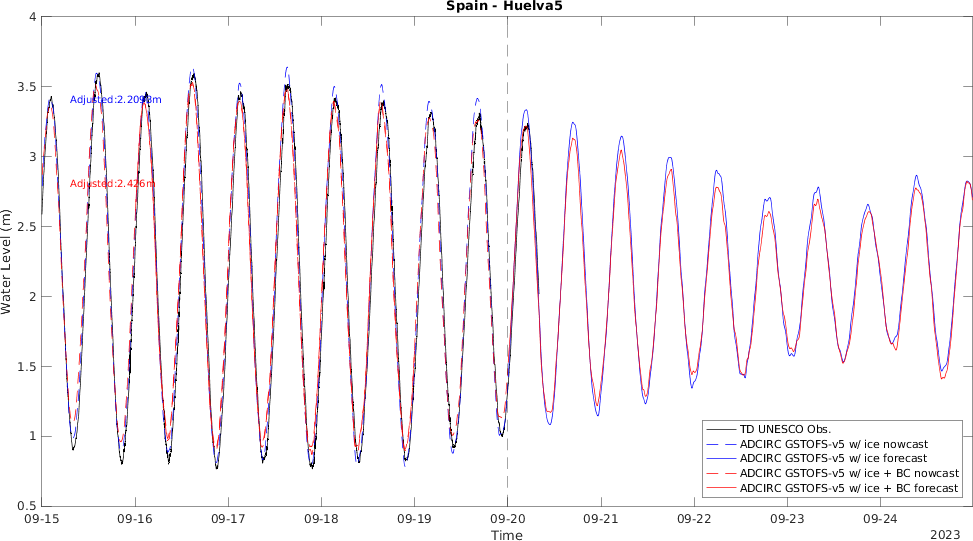 Spain - Huelva5
Water Level (m)
4
3.5
3
2.5
2
1.5
1
0.5
Adjusted:2.2093m
Adjusted:2.426m
TD UNESCO Obs.
ADCIRC GSTOFS-v5 w/ ice nowcast
ADCIRC GSTOFS-v5 w/ ice forecast
ADCIRC GSTOFS-v5 w/ ice + BC nowcast
ADCIRC GSTOFS-v5 w/ ice + BC forecast
09-15 09-16 09-17 09-18 09-19 09-20 09-21 09-22 09-23 09-24
Time
2023